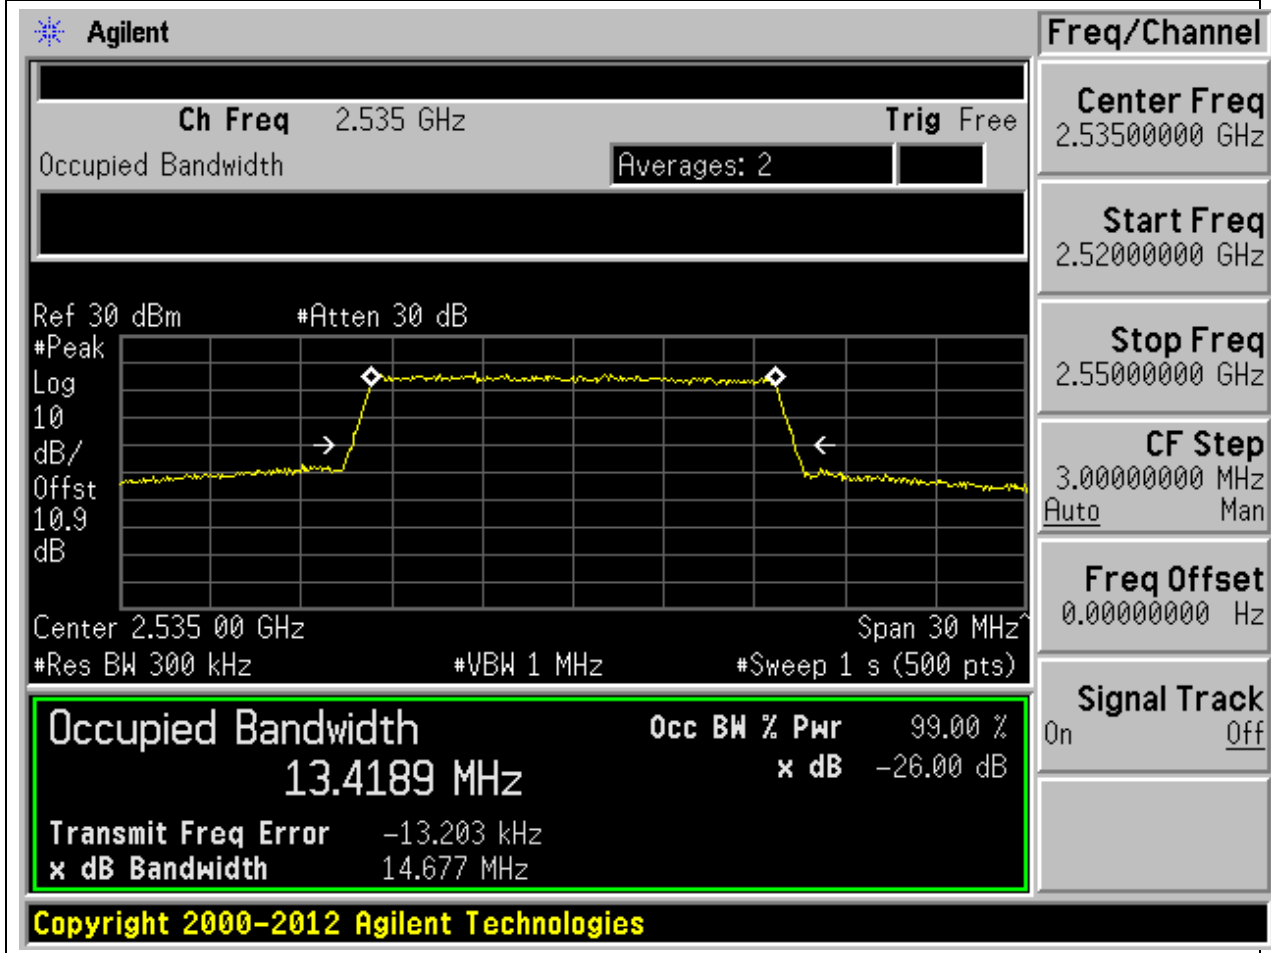 Agilent
Freq/Channel
Ch Freq 2.535 GHz Trig Free
Occupied Bandwidth Averages: 2
Center Freq
2.53500000 GHz
Start Freq
2.52000000 GHz
Stop Freq
2.55000000 GHz
CF Step
3.00000000 MHz
Auto Man
Freq Offset
0.00000000 Hz
Signal Track
On Off
Ref 30 dBm #Atten 30 dB
#Peak
Log
10
dB/
Offst
10.9
dB
Center 2.535 00 GHz Span 30 MHz^
#Res BW 300 kHz #VBW 1 MHz #Sweep 1 s (500 pts)
Occupied Bandwidth Occ BW % Pwr 99.00 %
13.4189 MHz x dB -26.00 dB
Transmit Freq Error -13.203 kHz
x dB Bandwidth 14.677 MHz
Copyright 2000-2012 Agilent Technologies